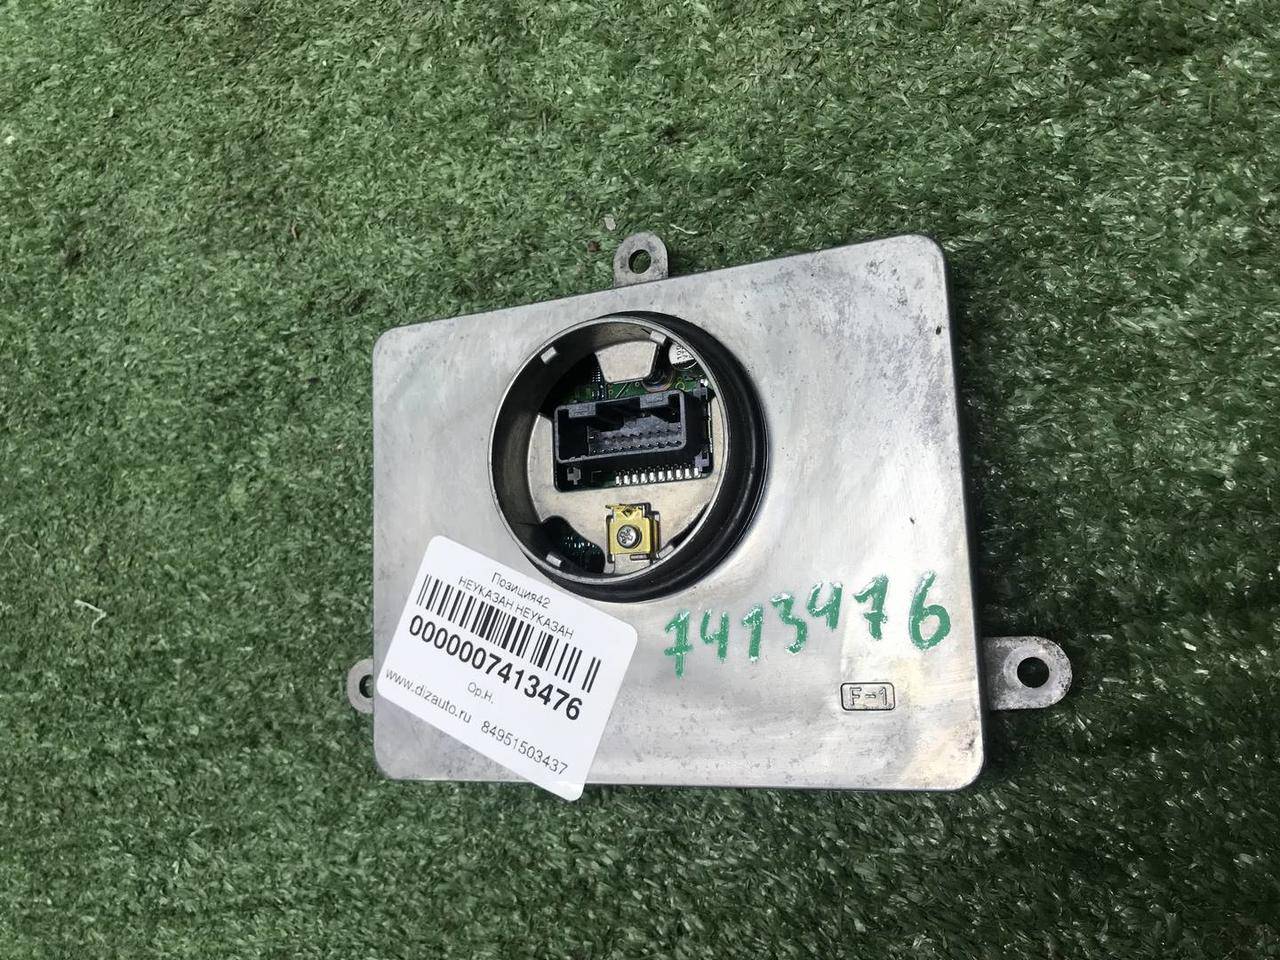 Позиция42
НЕУКАЗАН НЕУКАЗАН
0000007413476
Ор.Н.
www.dizauto.ru 84951503437
7413476
F-1